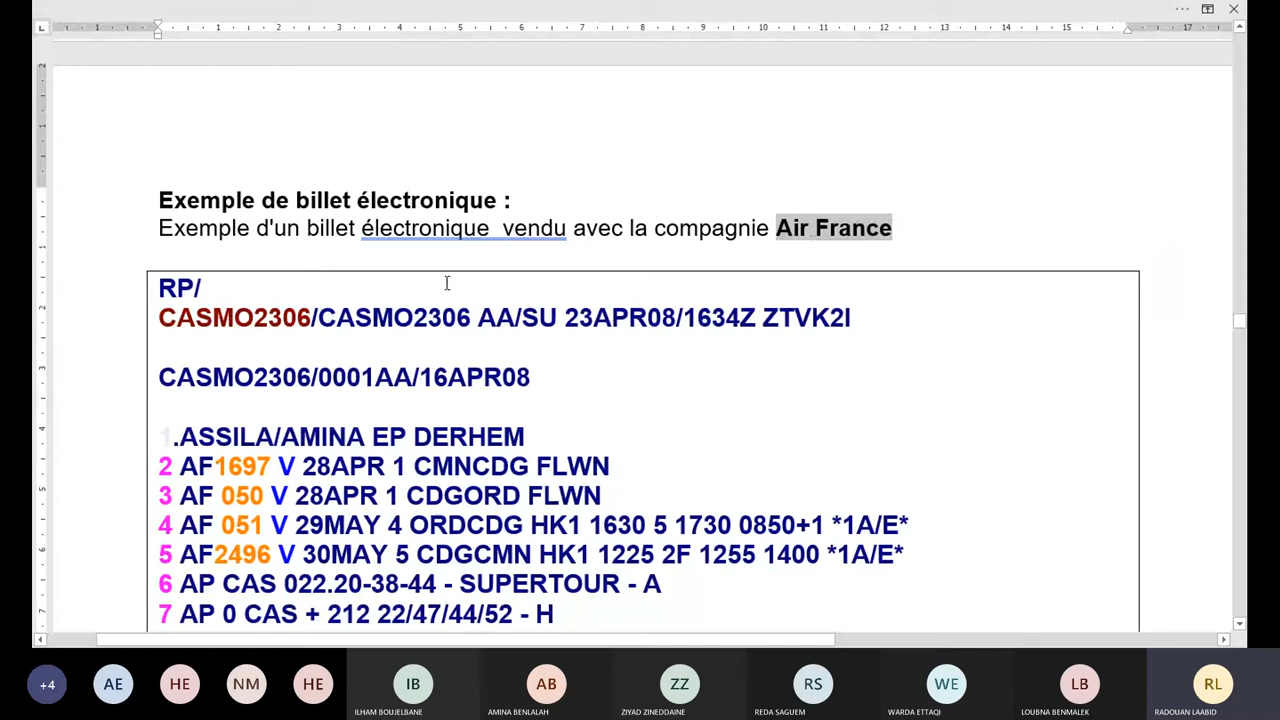 Exemple de billet électronique :
Exemple d'un billet électronique  vendu avec la compagnie Air France
RP/
CASMO2306/CASMO2306 AA/SU 23APR08/1634Z ZTVK2I
CASMO2306/0001AA/16APR08
1.ASSILA/AMINA EP DERHEM
2 AF1697 V 28APR 1 CMNCDG FLWN
3 AF 050 V 28APR 1 CDGORD FLWN
4 AF 051 V 29MAY 4 ORDCDG HK1 1630 5 1730 0850+1 *1A/E*
5 AF2496 V 30MAY 5 CDGCMN HK1 1225 2F 1255 1400 *1A/E*
6 AP CAS 022.20-38-44 - SUPERTOUR - A
7 AP 0 CAS + 212 22/47/44/52 - H
+4 AE HE NM HE IB AB ZZ RS WE LB RL
ILHAM BOUJELBANE AMINA BENLALAH ZIYAD ZINEDDAINE REDA SAGUEM WARDA ETTAQI LOUBNA BENMALEK RADOUAN LAABID